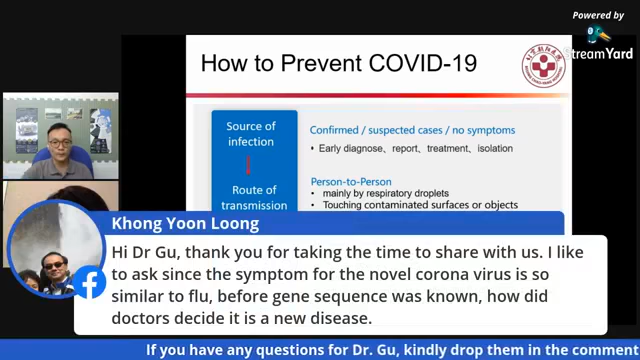 Powered by
StreamYard
How to Prevent COVID-19
Source of
infection
Confirmed / suspected cases / no symptoms
• Early diagnose, report、treatment、isolation
Route of
transmission
Person-to-Person
• mainly by respiratory droplets
• Touching contaminated surfaces or objects
Khong Yoon Loong
Hi Dr Gu, thank you for taking the time to share with us. I like
to ask since the symptom for the novel corona virus is so
similar to flu, before gene sequence was known, how did
doctors decide it is a new disease.
If you have any questions for Dr. Gu, kindly drop them in the comment